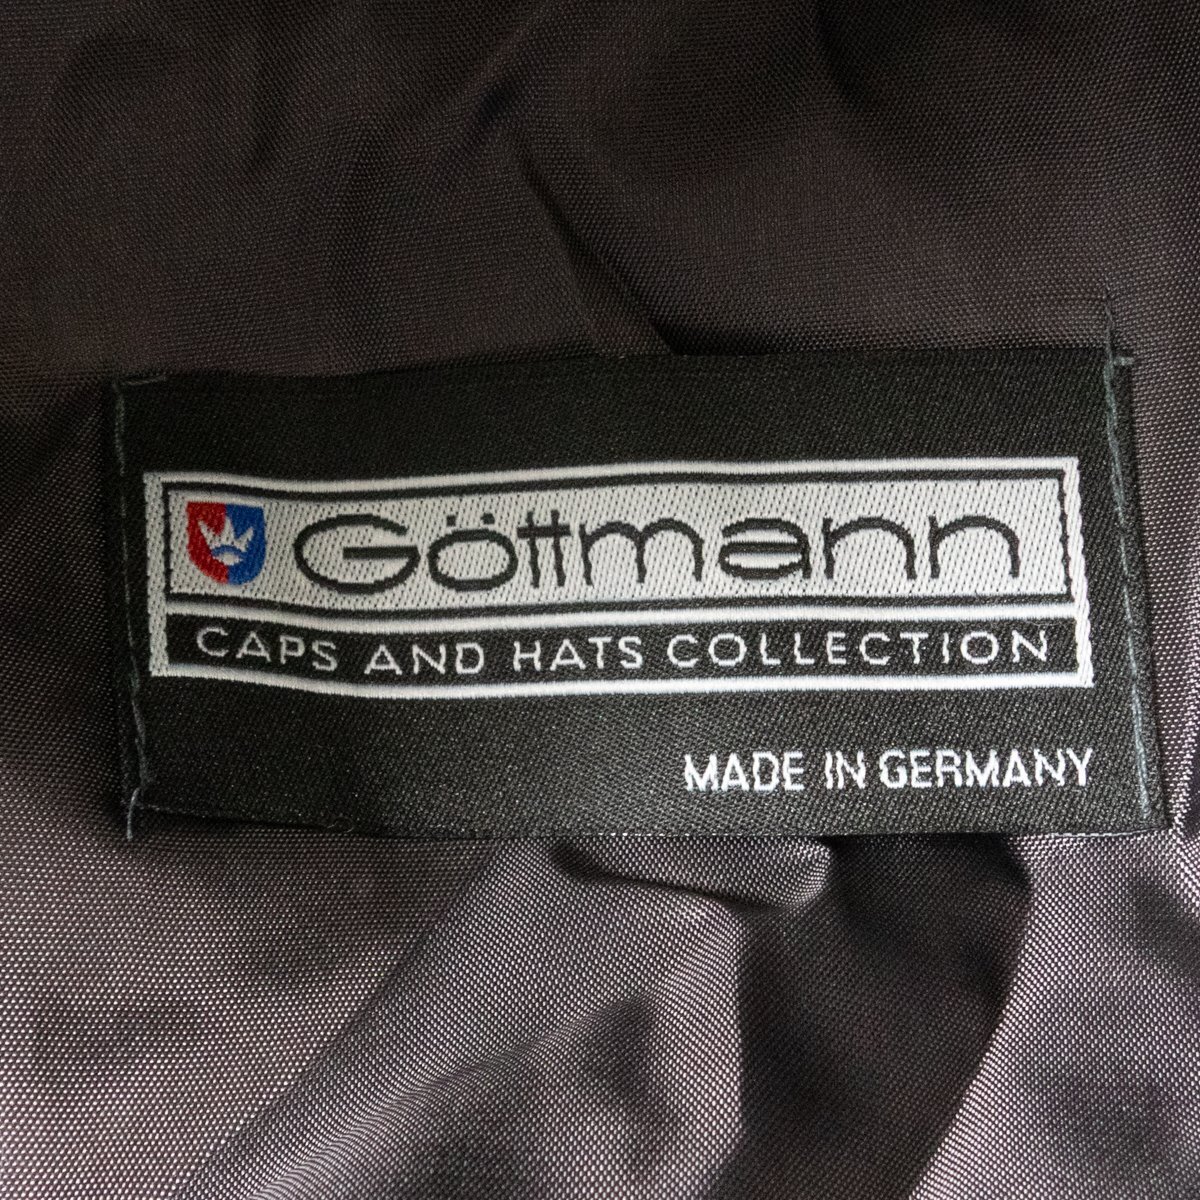 Göttmann
CAPS AND HATS COLLECTION
MADE IN GERMANY